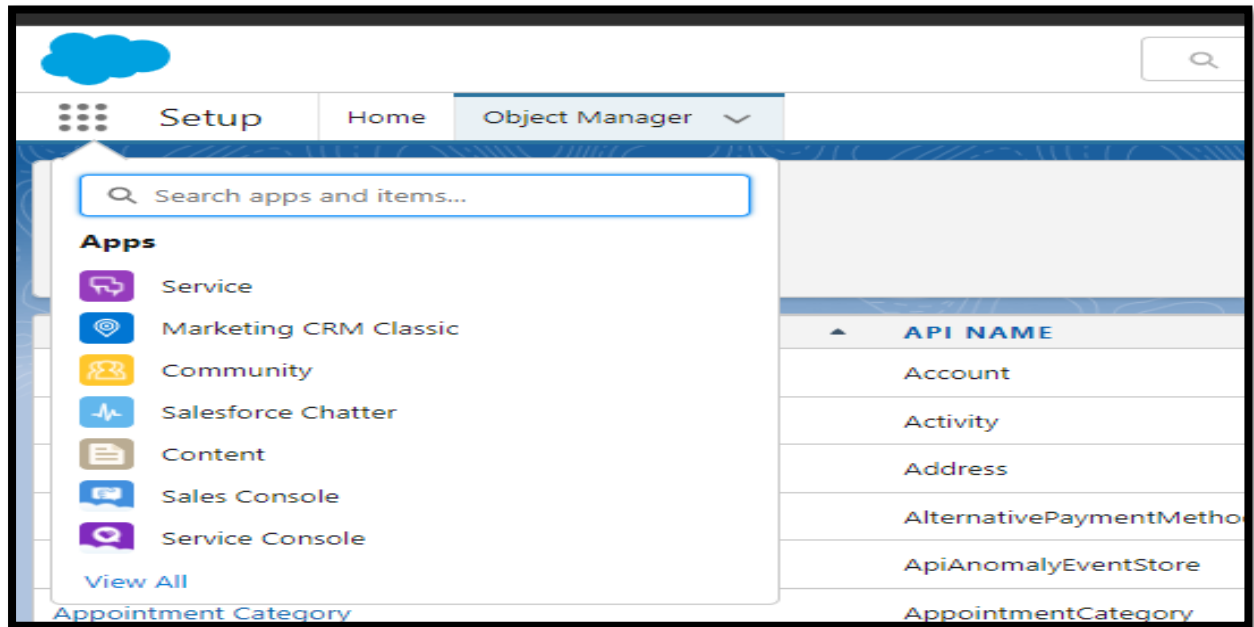 Setup Home Object Manager
Search apps and items...
Apps
Service
Marketing CRM Classic
Community
Salesforce Chatter
Content
Sales Console
Service Console
View All
Appointment Category
API NAME
Account
Activity
Address
AlternativePaymentMetho
ApiAnomalyEventStore
AppointmentCategory